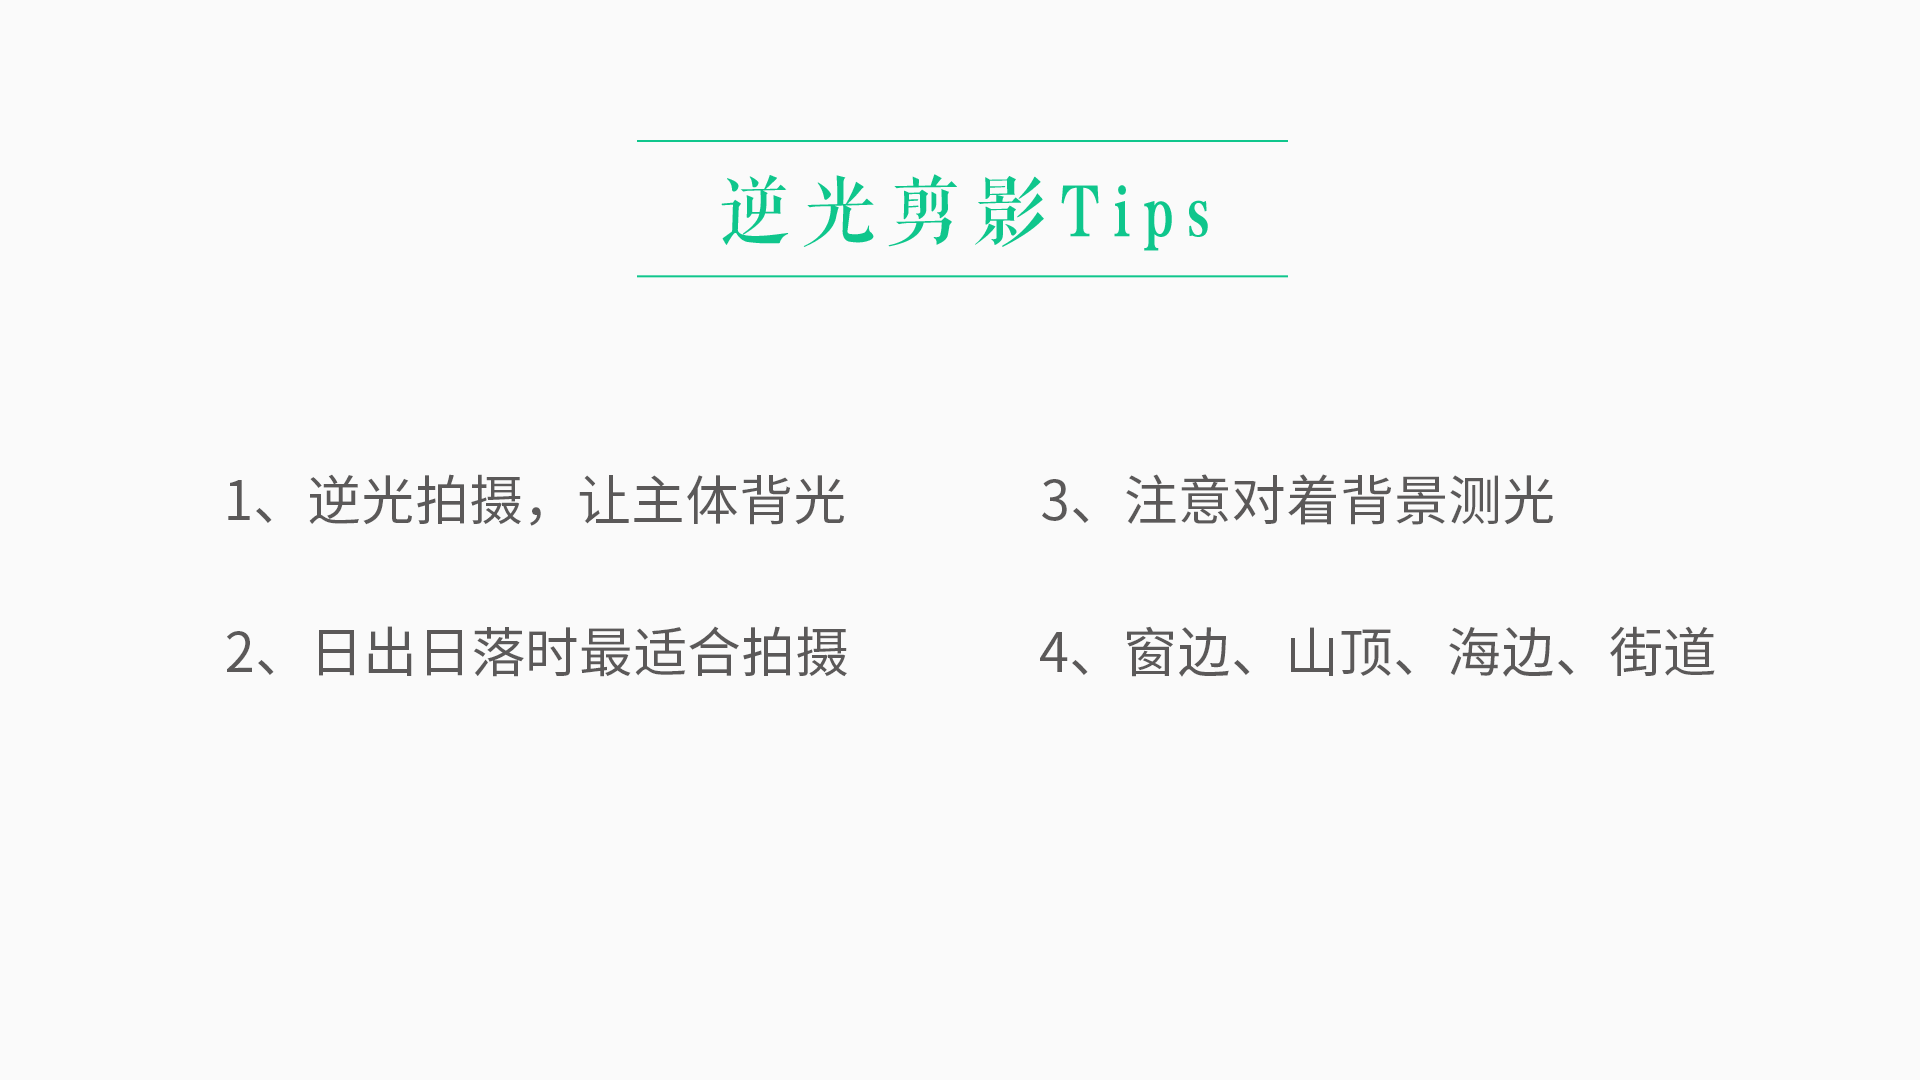 逆光剪影Tips
1、逆光拍摄，让主体背光
2、日出日落时最适合拍摄
3、注意对着背景测光
4、窗边、山顶、海边、街道